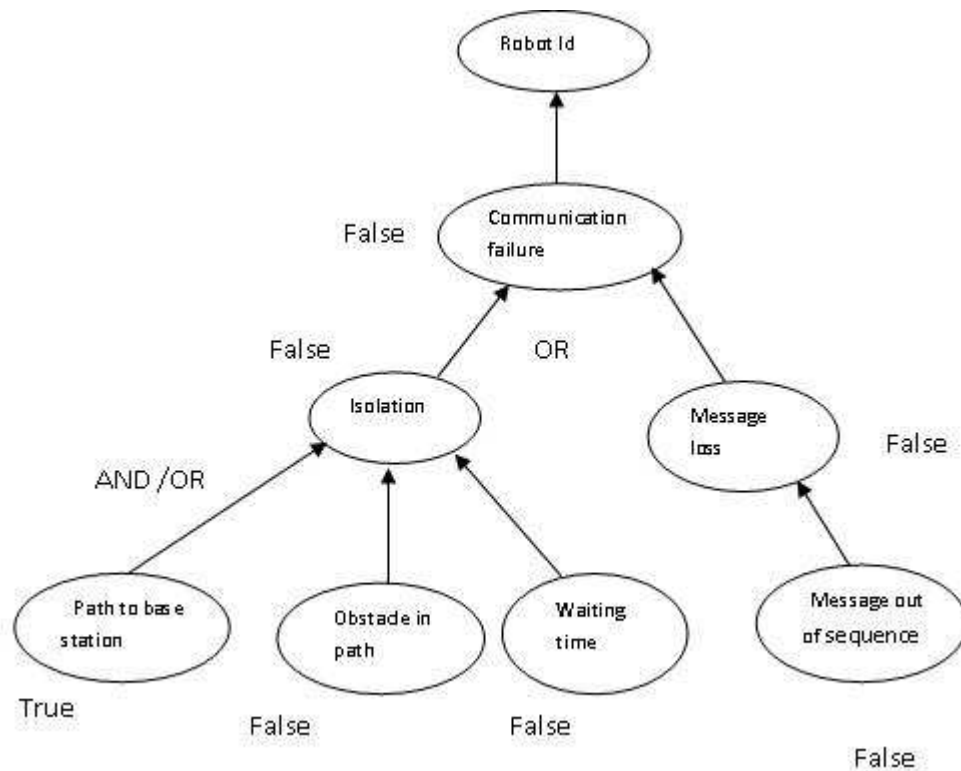 Robot Id
Communication
failure
False
False
OR
Isolation
Message
loss
False
AND /OR
Path to base
station
Obstacle in
path
Waiting
time
Message out
of sequence
True
False
False
False